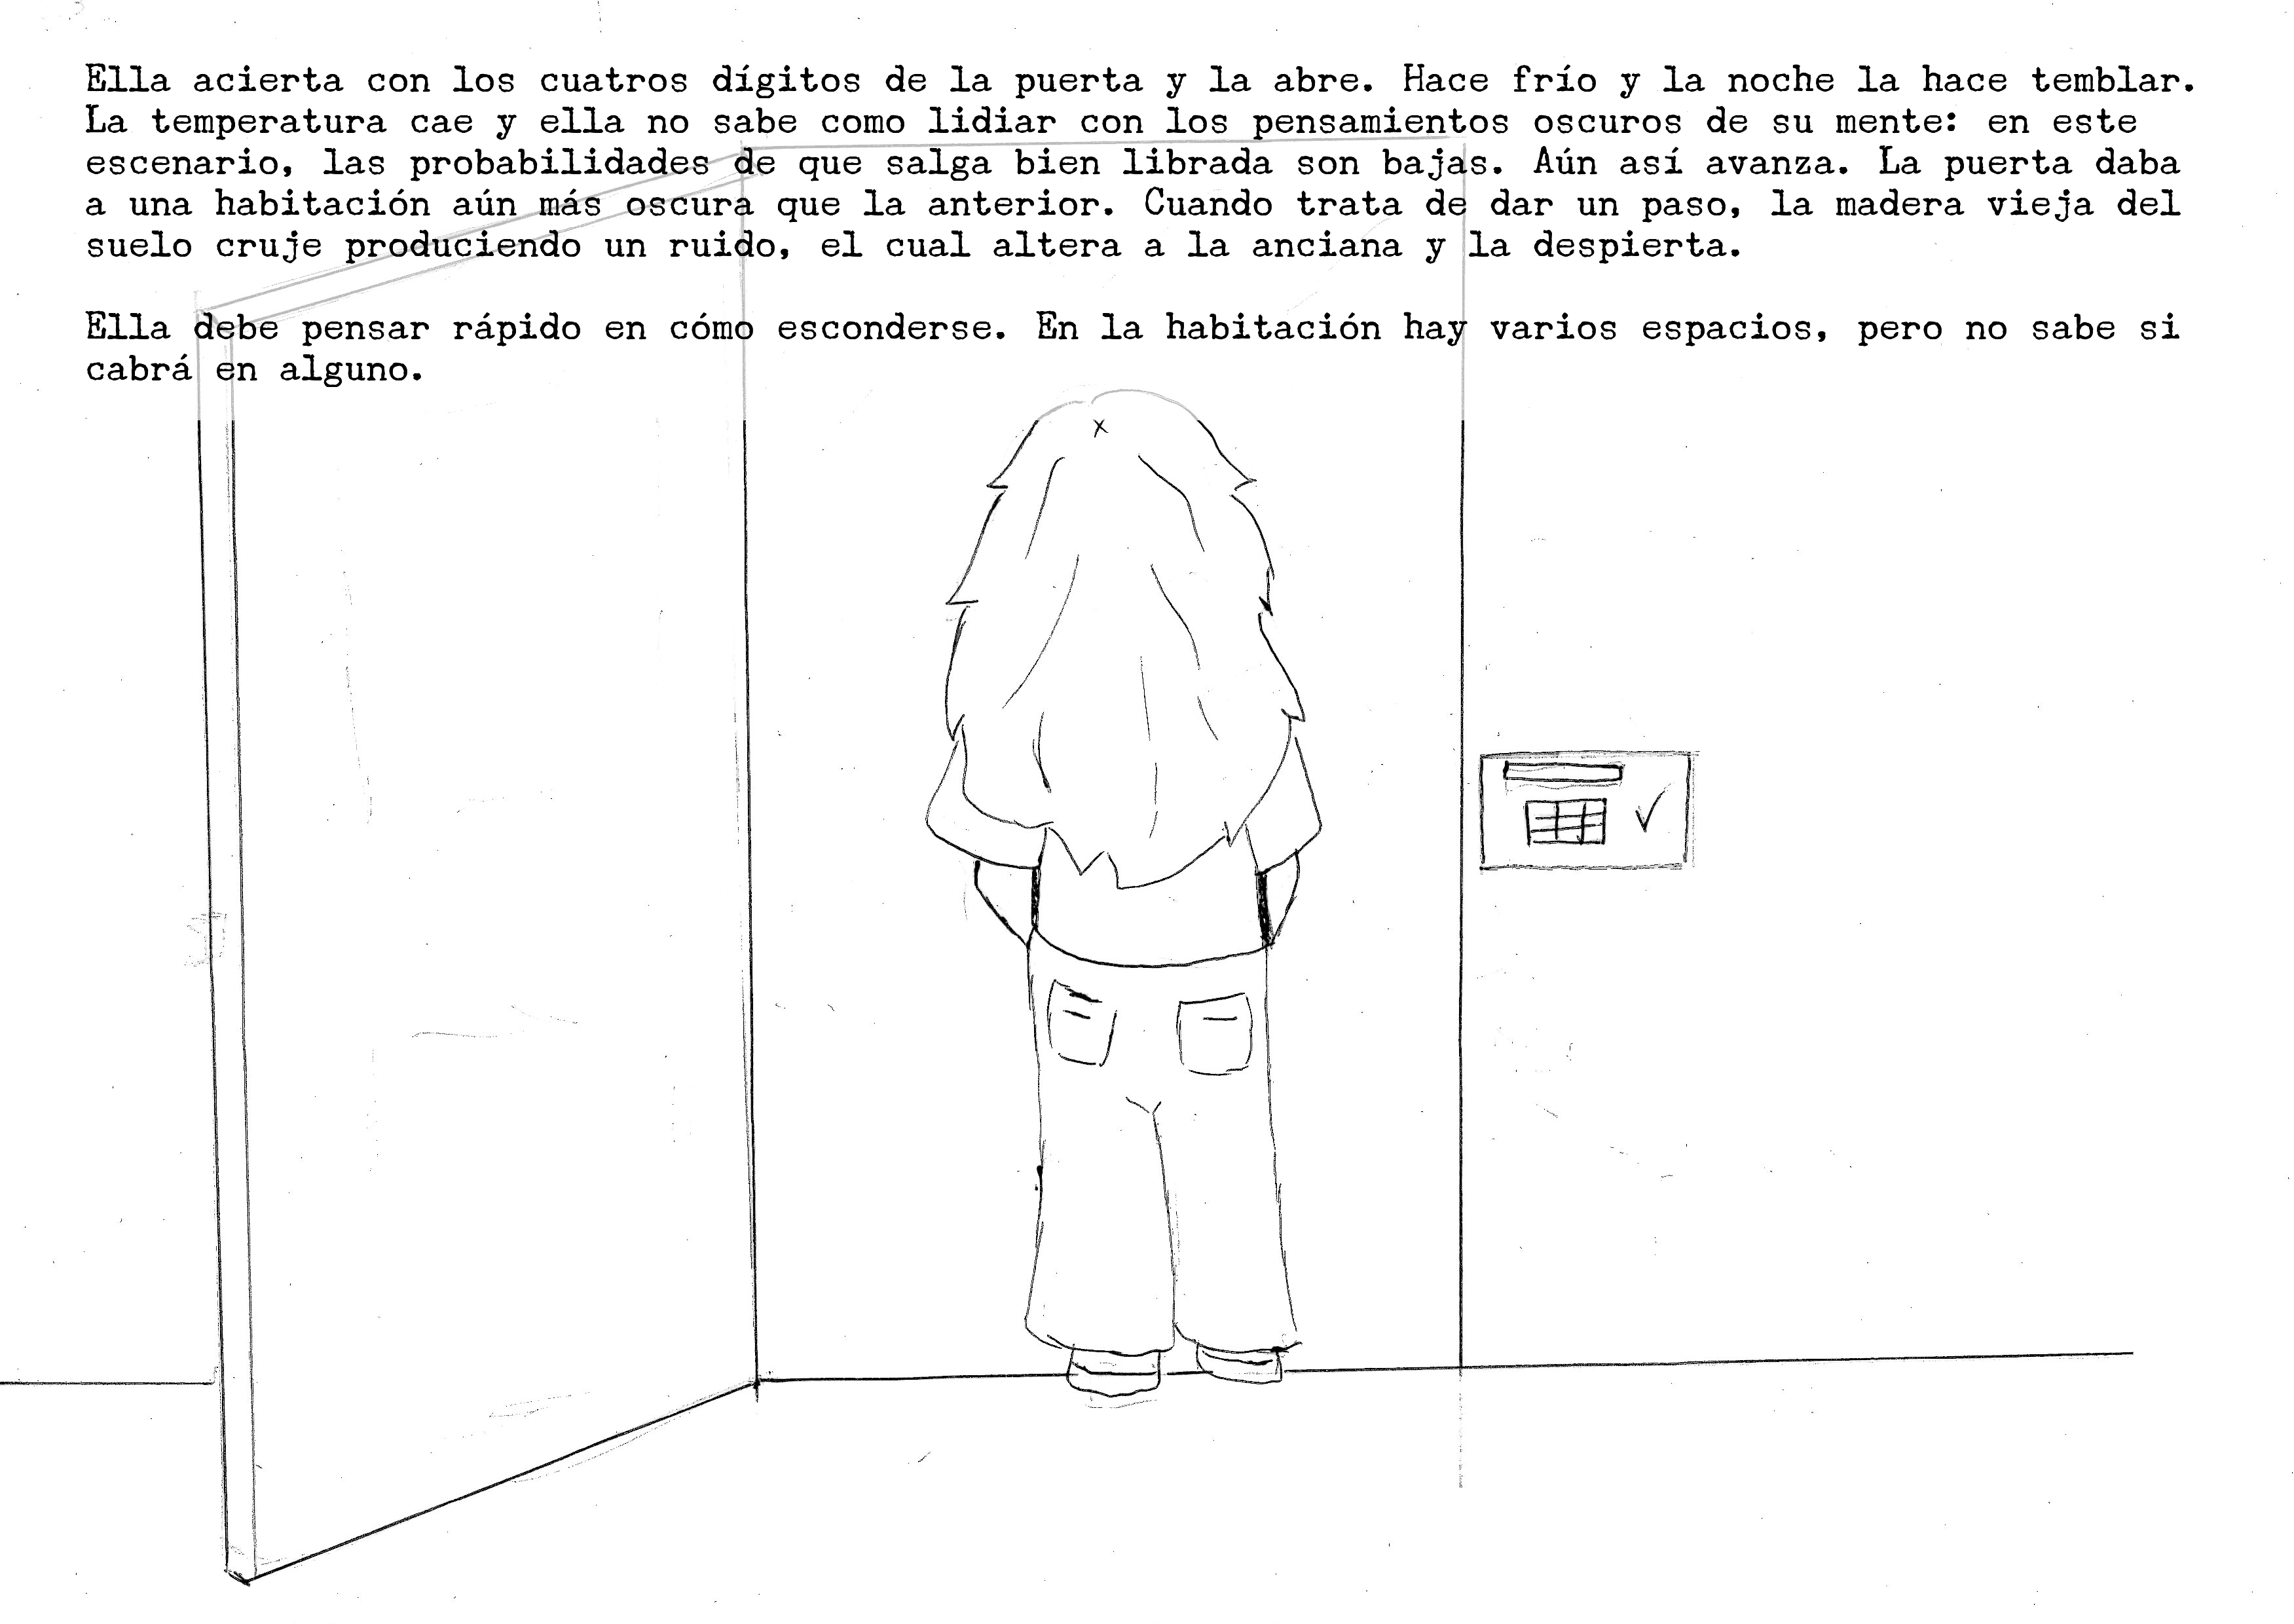 Ella acierta con los cuatros dígitos de la puerta y la abre. Hace frío y la noche la hace temblar.
La temperatura cae y ella no sabe como lidiar con los pensamientos oscuros de su mente: en este
escenario, las probabilidades de que salga bien librada son bajas. Aún así avanza. La puerta daba
a una habitación aún más oscura que la anterior. Cuando trata de dar un paso, la madera vieja del
suelo cruje produciendo un ruido, el cual altera a la anciana y la despierta.
Ella debe pensar rápido en cómo esconderse. En la habitación hay varios espacios, pero no sabe si
cabrá en alguno.